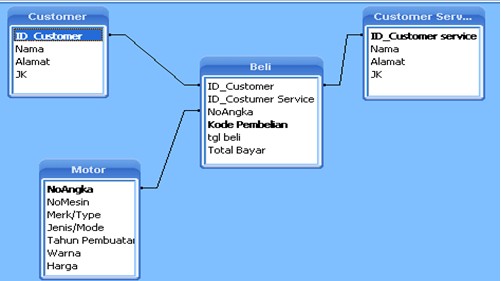 Customer
ID_Customer
Nama
Alamat
JK
Customer Serv...
ID_Customer service
Nama
Alamat
JK
Beli
ID_Customer
ID_Costumer Service
NoAngka
Kode Pembelian
tgl beli
Total Bayar
Motor
NoAngka
NoMesin
Merk/Type
Jenis/Mode
Tahun Pembuatan
Warna
Harga